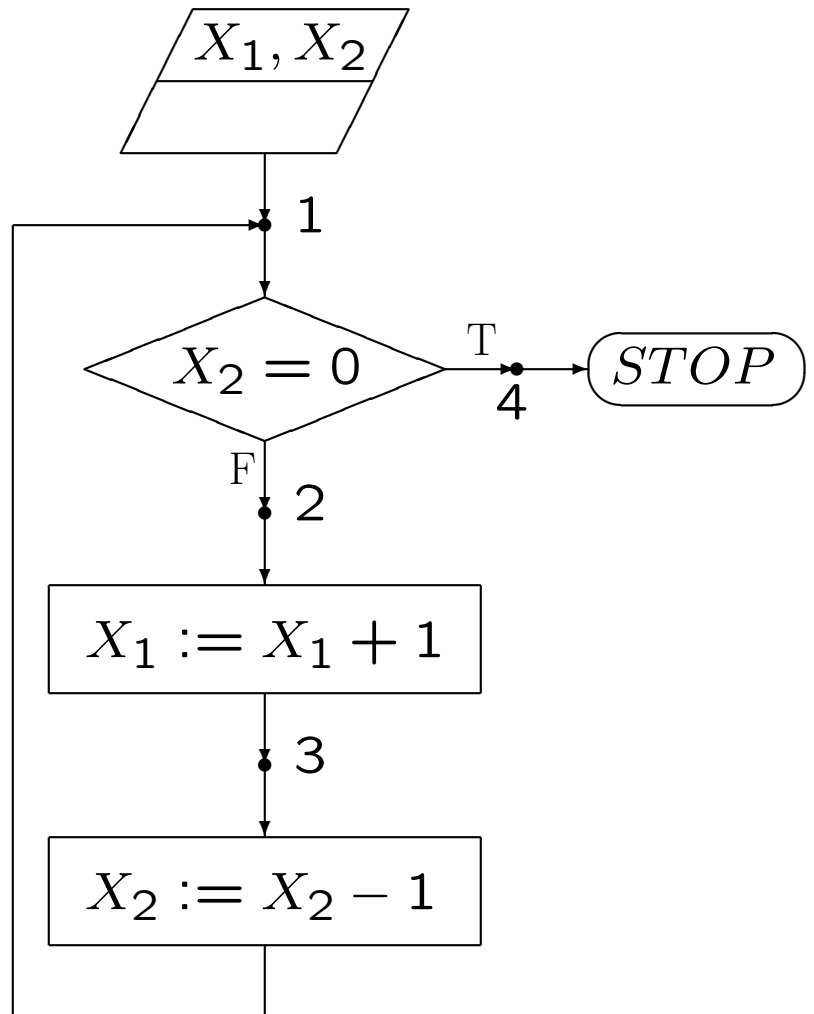 X₁, X₂
1
X₂ = 0
T
STOP
4
F
2
X₁ := X₁ + 1
3
X₂ := X₂ − 1